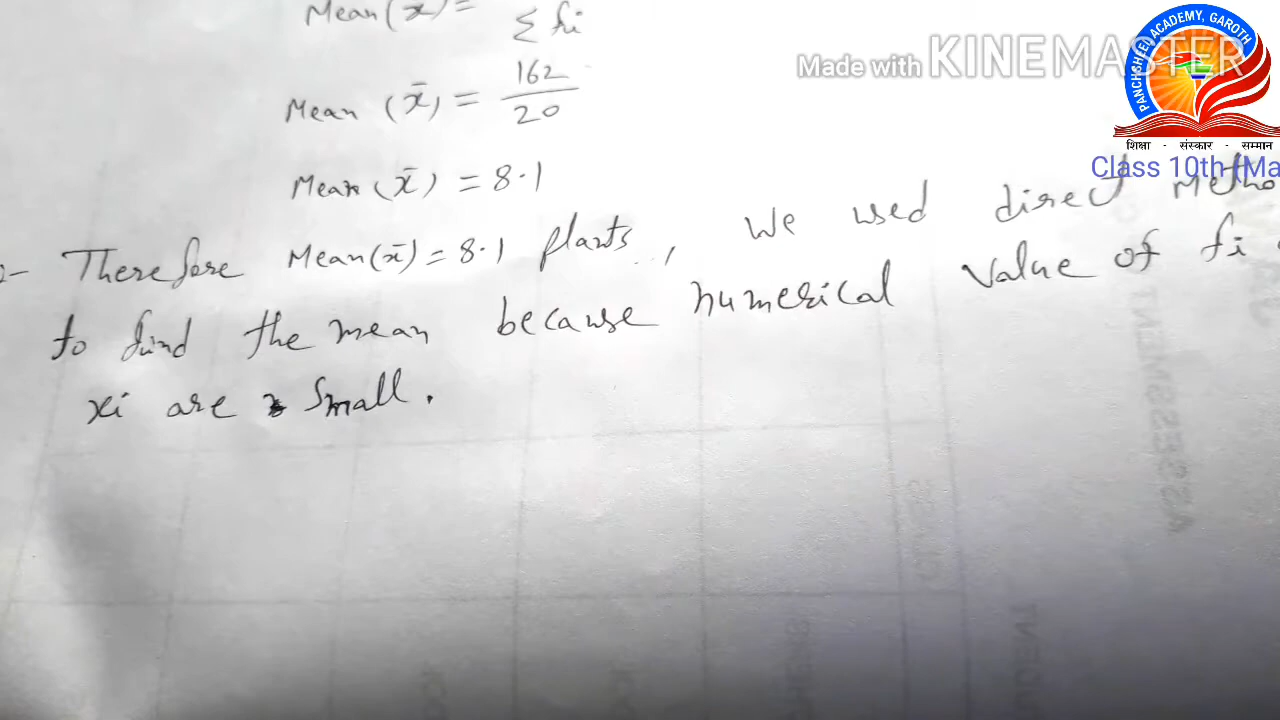 Mean (x̄) =
Σ fi
Mean (x̄) = 162/20
Mean (x̄) = 8.1
Therefore Mean(x̄) = 8.1 plants, We used direct Metho
to find the mean because numerical value of fi
xi are small.
Made with KINEMASTER
PANCHSHEEL ACADEMY, GAROTH
शिक्षा - संस्कार - सम्मान
Class 10th (Ma